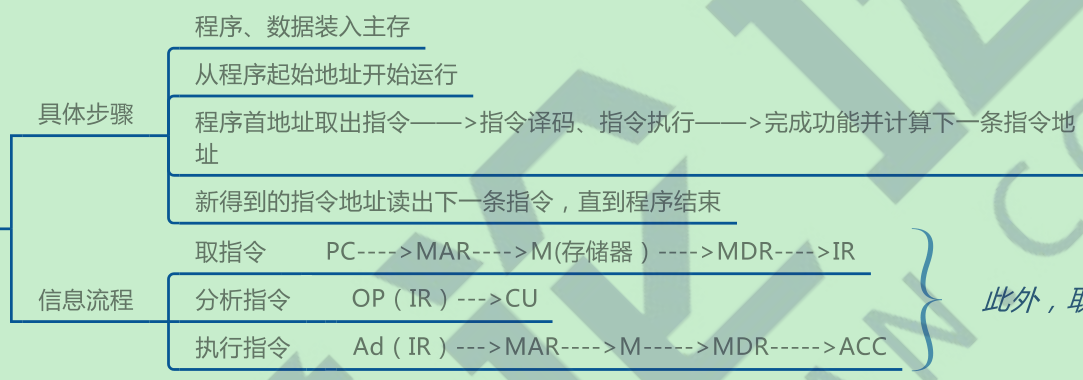 程序、数据装入主存
从程序起始地址开始运行
具体步骤
程序首地址取出指令——>指令译码、指令执行——>完成功能并计算下一条指令地
址
新得到的指令地址读出下一条指令，直到程序结束
取指令 PC---->MAR---->M(存储器）---->MDR---->IR
信息流程
分析指令 OP（IR）--->CU
此外，
执行指令 Ad（IR）--->MAR---->M----->MDR----->ACC